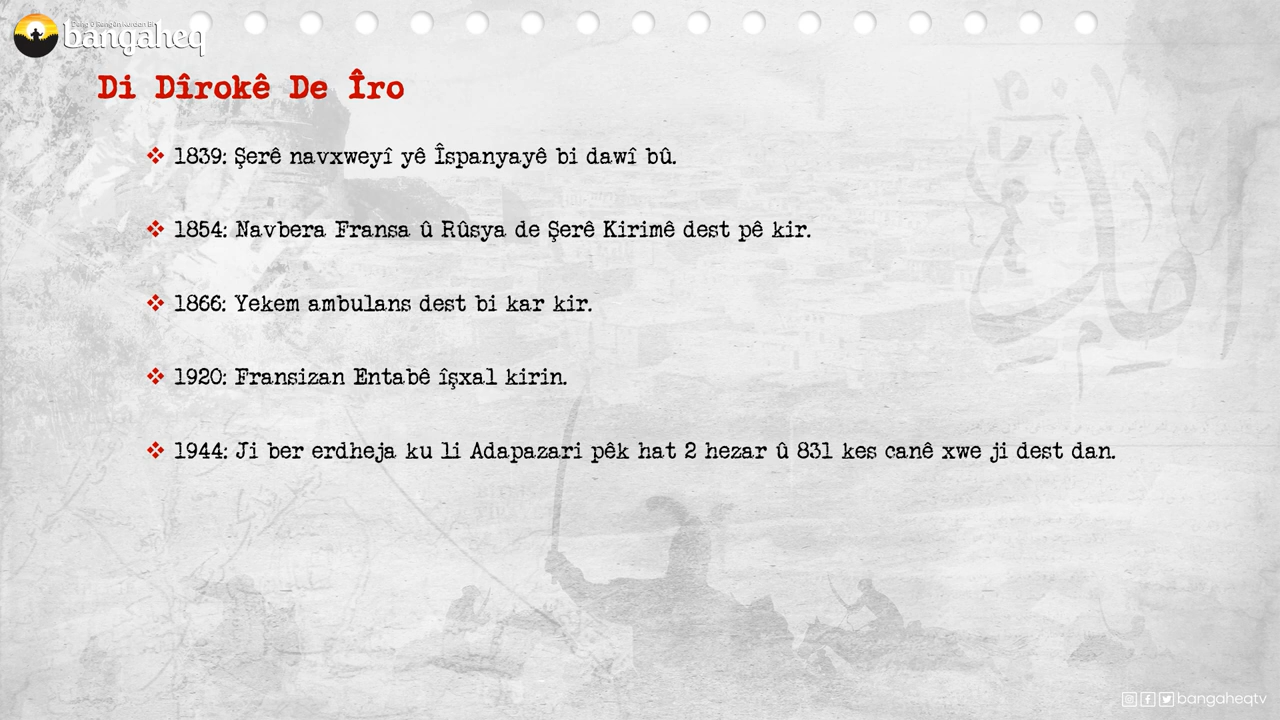 bangaheq
Di Dîrokê De Îro
1839: Şerê navxweyî yê Îspanyayê bi dawî bû.
1854: Navbera Fransa û Rûsya de Şerê Kirimê dest pê kir.
1866: Yekem ambulans dest bi kar kir.
1920: Fransizan Entabê îşxal kirin.
1944: Ji ber erdheja ku li Adapazari pêk hat 2 hezar û 831 kes canê xwe ji dest dan.
bangaheqtv